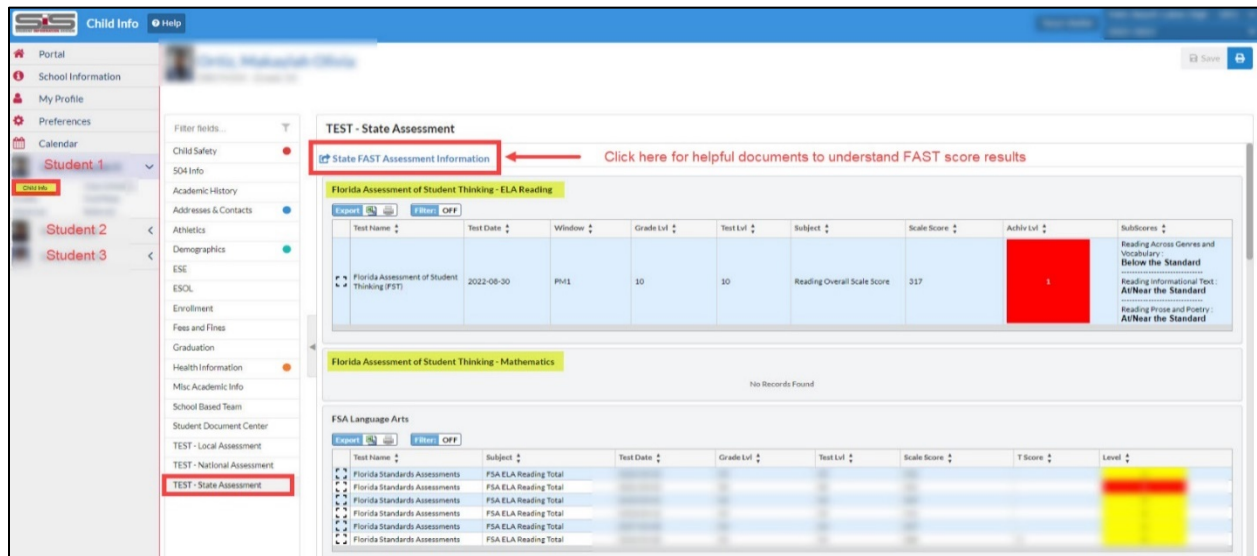 SIS Child Info Help
Save
Portal
School Information
My Profile
Preferences
Calendar
Student 1
Child Info
Student 2
Student 3
Filter fields...
Child Safety
504 Info
Academic History
Addresses & Contacts
Athletics
Demographics
ESE
ESOL
Enrollment
Fees and Fines
Graduation
Health Information
Misc Academic Info
School Based Team
Student Document Center
TEST - Local Assessment
TEST - National Assessment
TEST - State Assessment
TEST - State Assessment
State FAST Assessment Information
Click here for helpful documents to understand FAST score results
Florida Assessment of Student Thinking - ELA Reading
Export Filter: OFF
Test Name Test Date Window Grade Lvl Test Lvl Subject Scale Score Achiv Lvl SubScores
Florida Assessment of Student
Thinking (FST) 2022-08-30 PM1 10 10 Reading Overall Scale Score 317 1
Reading Across Genres and
Vocabulary :
Below the Standard
------------------------------
Reading Informational Text :
At/Near the Standard
------------------------------
Reading Prose and Poetry :
At/Near the Standard
Florida Assessment of Student Thinking - Mathematics
No Records Found
FSA Language Arts
Export Filter: OFF
Test Name Subject Test Date Grade Lvl Test Lvl Scale Score T Score Level
Florida Standards Assessments FSA ELA Reading Total
Florida Standards Assessments FSA ELA Reading Total
Florida Standards Assessments FSA ELA Reading Total
Florida Standards Assessments FSA ELA Reading Total
Florida Standards Assessments FSA ELA Reading Total
Florida Standards Assessments FSA ELA Reading Total